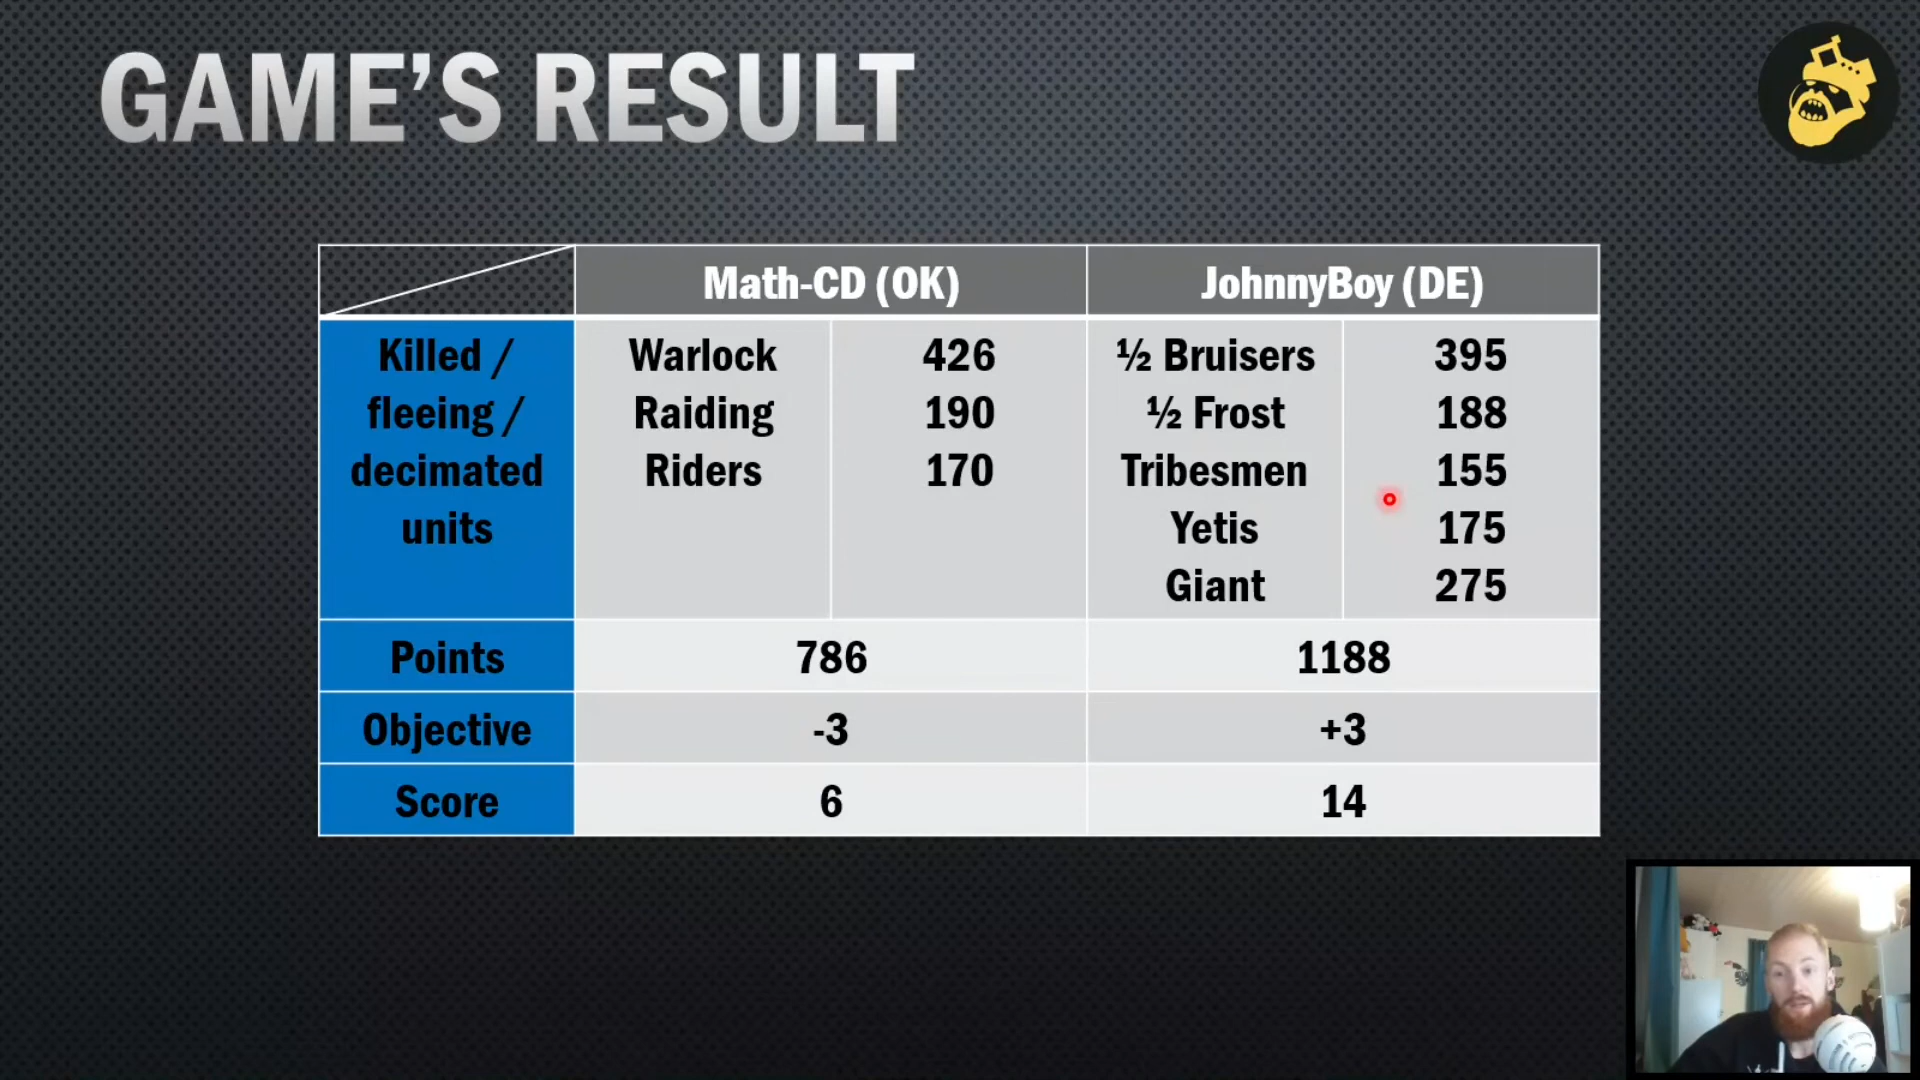 GAME'S RESULT
Math-CD (OK)
JohnnyBoy (DE)
Killed /
fleeing /
decimated
units
Warlock
Raiding
Riders
426
190
170
½ Bruisers
½ Frost
Tribesmen
Yetis
Giant
395
188
155
175
275
Points
786
1188
Objective
-3
+3
Score
6
14